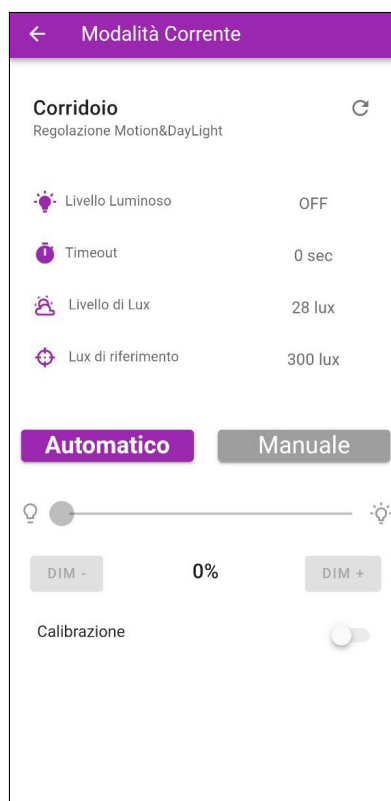 Modalità Corrente
Corridoio
Regolazione Motion&DayLight
Livello Luminoso OFF
Timeout 0 sec
Livello di Lux 28 lux
Lux di riferimento 300 lux
Automatico Manuale
DIM - 0% DIM +
Calibrazione